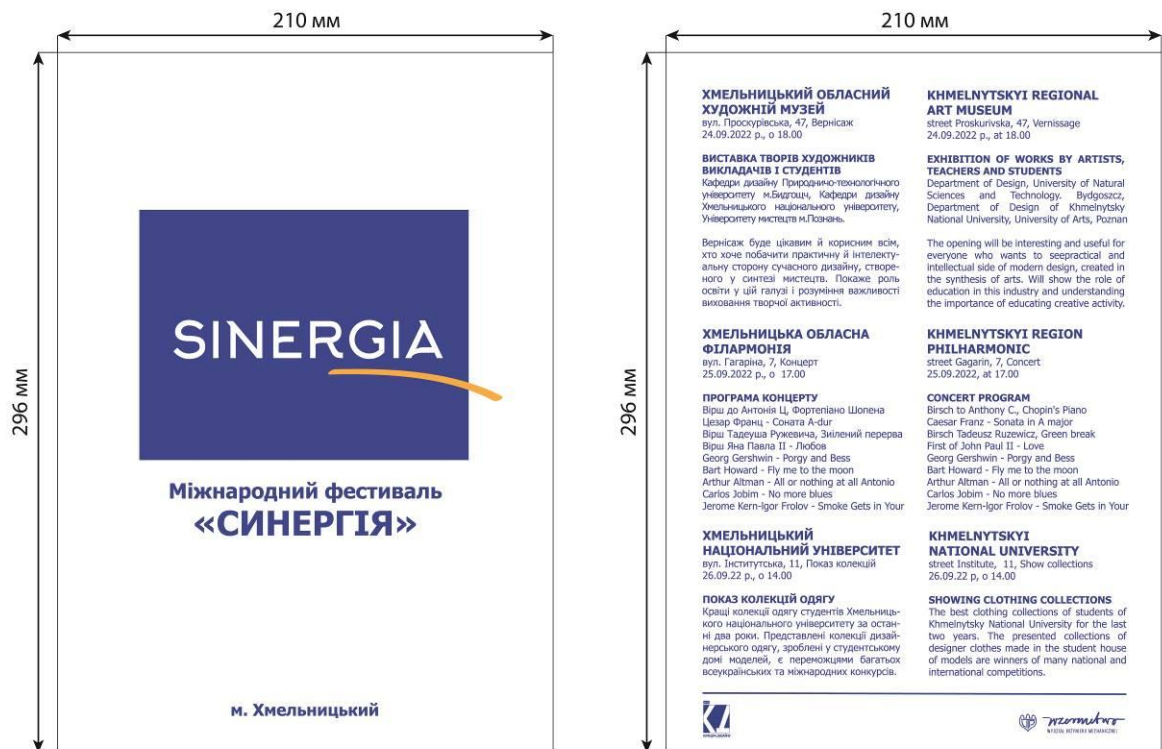 210 мм
296 мм
SINERGIA
Міжнародний фестиваль
«СИНЕРГІЯ»
м. Хмельницький
210 мм
296 мм
ХМЕЛЬНИЦЬКИЙ ОБЛАСНИЙ
ХУДОЖНІЙ МУЗЕЙ
вул. Проскурівська, 47, Вернісаж
24.09.2022 р., о 18.00
ВИСТАВКА ТВОРІВ ХУДОЖНИКІВ
ВИКЛАДАЧІВ І СТУДЕНТІВ
Кафедри дизайну Природничо-технологічного
університету м.Бидгощч, Кафедри дизайну
Хмельницького національного університету,
Університету мистецтв м.Познань.
Вернісаж буде цікавим й корисним всім,
хто хоче побачити практичну й інтелекту-
альну сторону сучасного дизайну, створе-
ного у синтезі мистецтв. Покаже роль
освіти у цій галузі і розуміння важливості
виховання творчої активності.
ХМЕЛЬНИЦЬКА ОБЛАСНА
ФІЛАРМОНІЯ
вул. Гагаріна, 7, Концерт
25.09.2022 р., о 17.00
ПРОГРАМА КОНЦЕРТУ
Вірш до Антонія Ц, Фортепіано Шопена
Цезар Франц - Соната A-dur
Вірш Тадеуша Ружевича, Зиілений перерва
Вірш Яна Павла ІІ - Любов
Georg Gershwin - Porgy and Bess
Bart Howard - Fly me to the moon
Arthur Altman - All or nothing at all Antonio
Carlos Jobim - No more blues
Jerome Kern-Igor Frolov - Smoke Gets in Your
ХМЕЛЬНИЦЬКИЙ
НАЦІОНАЛЬНИЙ УНІВЕРСИТЕТ
вул. Інститутська, 11, Показ колекцій
26.09.22 р., о 14.00
ПОКАЗ КОЛЕКЦІЙ ОДЯГУ
Кращі колекції одягу студентів Хмельниць-
кого національного університету за остан-
ні два роки. Представлені колекції дизай-
нерського одягу, зроблені у студентському
домі моделей, є переможцями багатьох
всеукраїнських та міжнародних конкурсів.
KHMELNYTSKYI REGIONAL
ART MUSEUM
street Proskurivska, 47, Vernissage
24.09.2022 р., at 18.00
EXHIBITION OF WORKS BY ARTISTS,
TEACHERS AND STUDENTS
Department of Design, University of Natural
Sciences and Technology. Bydgoszcz,
Department of Design of Khmelnytsky
National University, University of Arts, Poznan
The opening will be interesting and useful for
everyone who wants to seepractical and
intellectual side of modern design, created in
the synthesis of arts. Will show the role of
education in this industry and understanding
the importance of educating creative activity.
KHMELNYTSKYI REGION
PHILHARMONIC
street Gagarin, 7, Concert
25.09.2022, at 17.00
CONCERT PROGRAM
Birsch to Anthony C., Chopin's Piano
Caesar Franz - Sonata in A major
Birsch Tadeusz Ruzewicz, Green break
First of John Paul II - Love
Georg Gershwin - Porgy and Bess
Bart Howard - Fly me to the moon
Arthur Altman - All or nothing at all Antonio
Carlos Jobim - No more blues
Jerome Kern-Igor Frolov - Smoke Gets in Your
KHMELNYTSKYI
NATIONAL UNIVERSITY
street Institute, 11, Show collections
26.09.22 p, о 14.00
SHOWING CLOTHING COLLECTIONS
The best clothing collections of students of
Khmelnytsky National University for the last
two years. The presented collections of
designer clothes made in the student house
of models are winners of many national and
international competitions.
wzornictwo
WYDZIAŁ INŻYNIERII MECHANICZNEJ